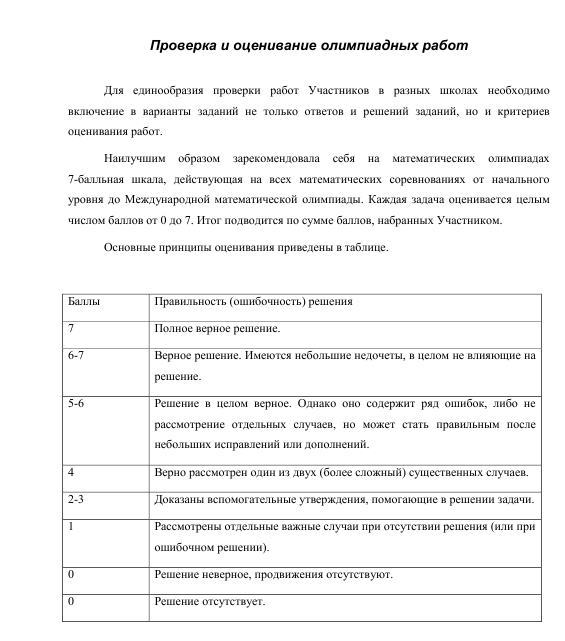 Проверка и оценивание олимпиадных работ
Для единообразия проверки работ Участников в разных школах необходимо
включение в варианты заданий не только ответов и решений заданий, но и критериев
оценивания работ.
Наилучшим образом зарекомендовала себя на математических олимпиадах
7-балльная шкала, действующая на всех математических соревнованиях от начального
уровня до Международной математической олимпиады. Каждая задача оценивается целым
числом баллов от 0 до 7. Итог подводится по сумме баллов, набранных Участником.
Основные принципы оценивания приведены в таблице.
Баллы Правильность (ошибочность) решения
7 Полное верное решение.
6-7 Верное решение. Имеются небольшие недочеты, в целом не влияющие на
решение.
5-6 Решение в целом верное. Однако оно содержит ряд ошибок, либо не
рассмотрение отдельных случаев, но может стать правильным после
небольших исправлений или дополнений.
4 Верно рассмотрен один из двух (более сложный) существенных случаев.
2-3 Доказаны вспомогательные утверждения, помогающие в решении задачи.
1 Рассмотрены отдельные важные случаи при отсутствии решения (или при
ошибочном решении).
0 Решение неверное, продвижения отсутствуют.
0 Решение отсутствует.